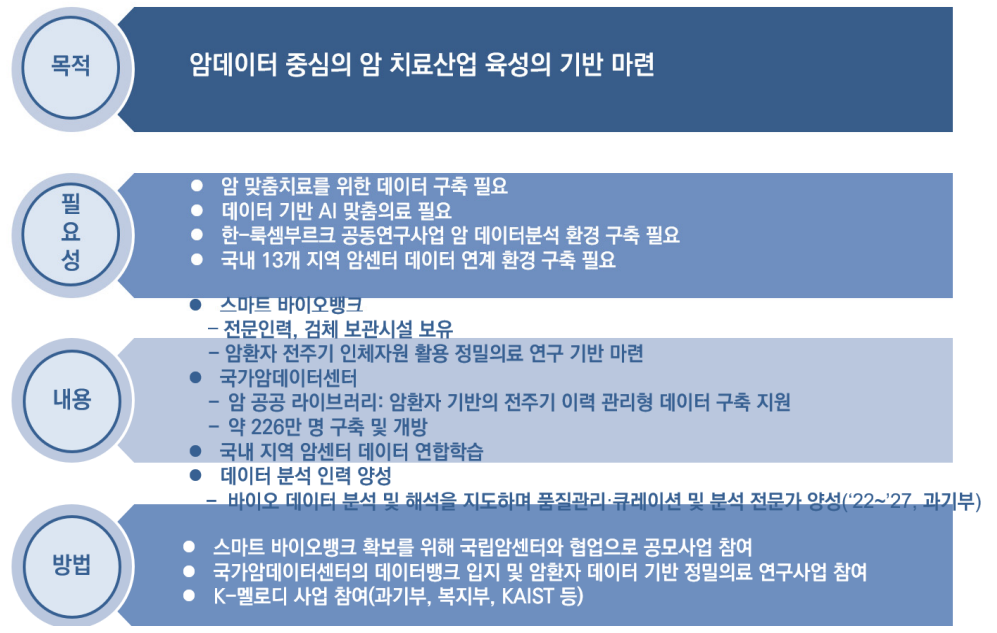 목적
암데이터 중심의 암 치료산업 육성의 기반 마련
필
요
성
● 암 맞춤치료를 위한 데이터 구축 필요
● 데이터 기반 AI 맞춤의료 필요
● 한-룩셈부르크 공동연구사업 암 데이터분석 환경 구축 필요
● 국내 13개 지역 암센터 데이터 연계 환경 구축 필요
내용
● 스마트 바이오뱅크
- 전문인력, 검체 보관시설 보유
- 암환자 전주기 인체자원 활용 정밀의료 연구 기반 마련
● 국가암데이터센터
- 암 공공 라이브러리: 암환자 기반의 전주기 이력 관리형 데이터 구축 지원
- 약 226만 명 구축 및 개방
● 국내 지역 암센터 데이터 연합학습
● 데이터 분석 인력 양성
- 바이오 데이터 분석 및 해석을 지도하며 품질관리·큐레이션 및 분석 전문가 양성('22~'27, 과기부)
방법
● 스마트 바이오뱅크 확보를 위해 국립암센터와 협업으로 공모사업 참여
● 국가암데이터센터의 데이터뱅크 입지 및 암환자 데이터 기반 정밀의료 연구사업 참여
● K-멜로디 사업 참여(과기부, 복지부, KAIST 등)